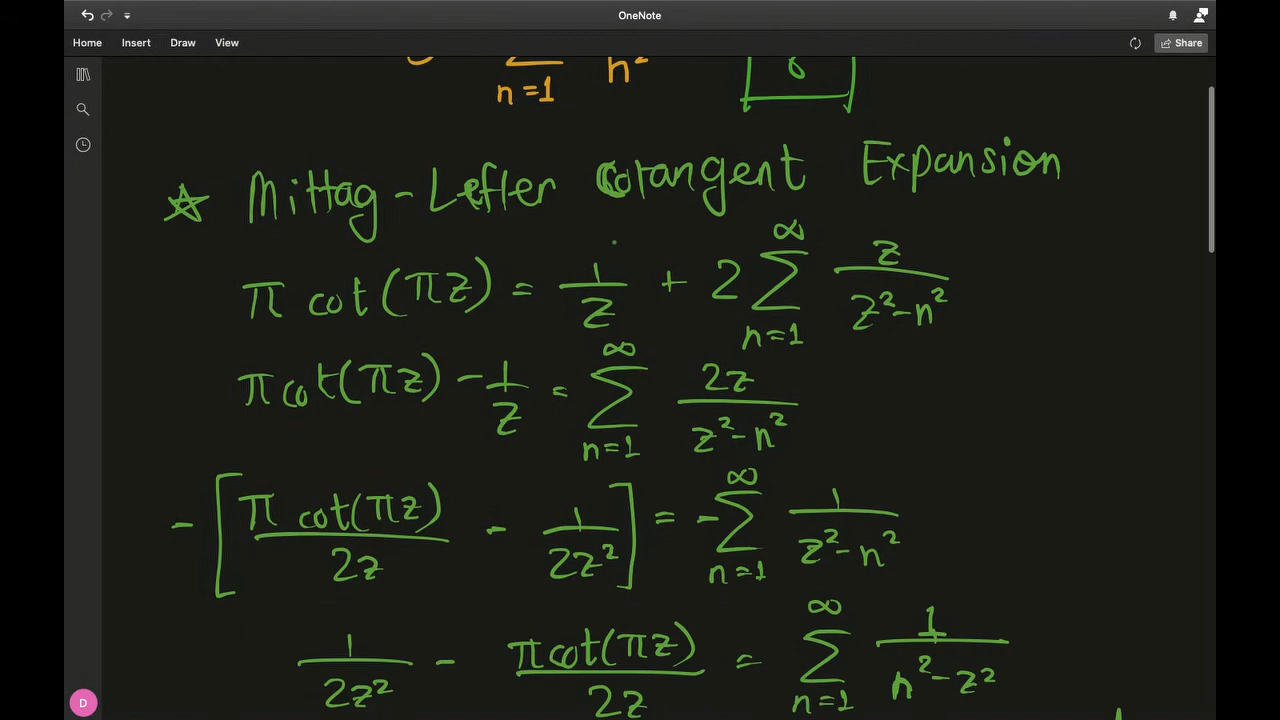 OneNote
Home Insert Draw View Share
n=1 n²
☆ Mittag-Leffler Cotangent Expansion
π cot(πz) = 1/z + 2 ∑_{n=1}^{∞} z/(z²-n²)
π cot(πz) - 1/z = ∑_{n=1}^{∞} 2z/(z²-n²)
-[π cot(πz)/2z - 1/2z²] = -∑_{n=1}^{∞} 1/(z²-n²)
1/2z² - π cot(πz)/2z = ∑_{n=1}^{∞} 1/(n²-z²)
D